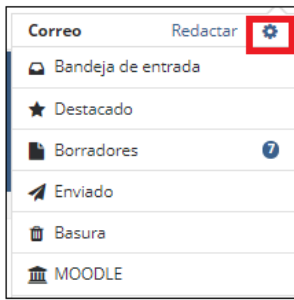 Correo Redactar
Bandeja de entrada
Destacado
Borradores 7
Enviado
Basura
MOODLE